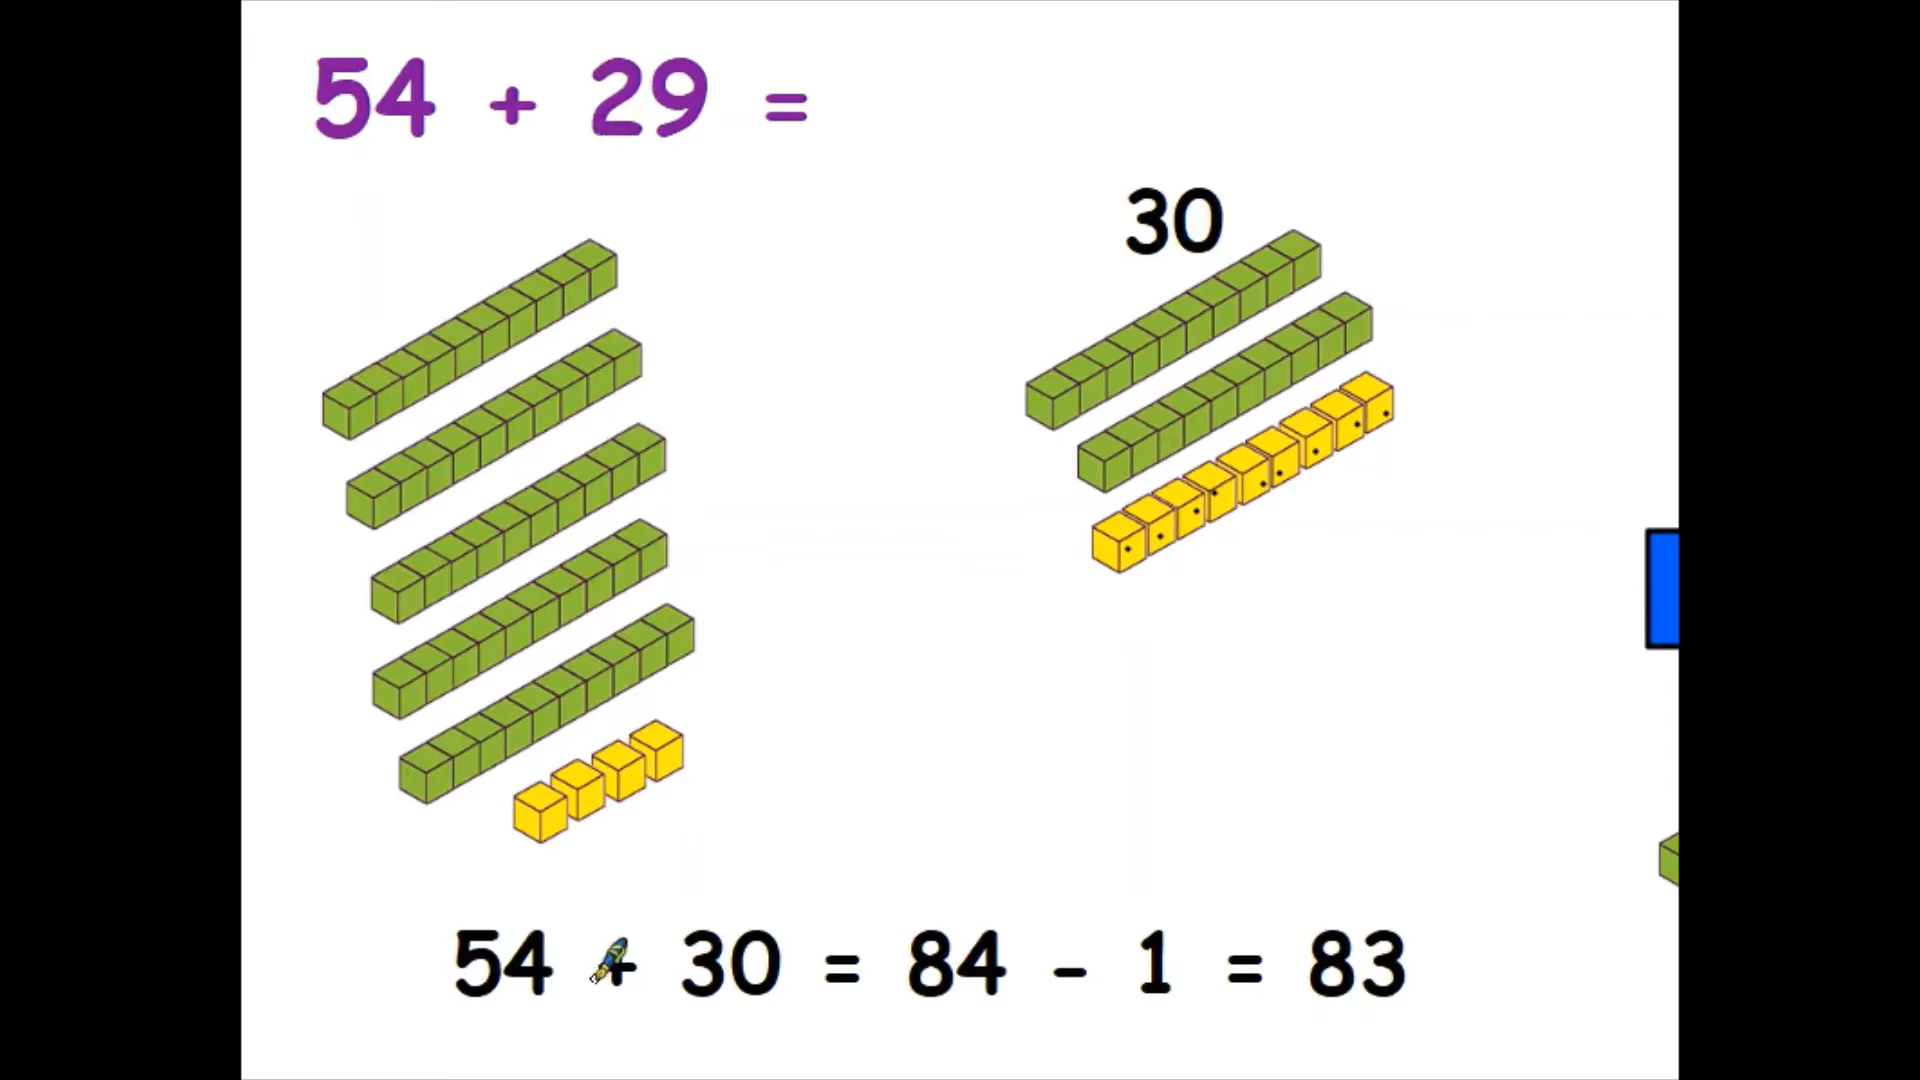 54 + 29 =
30
54 + 30 = 84 - 1 = 83